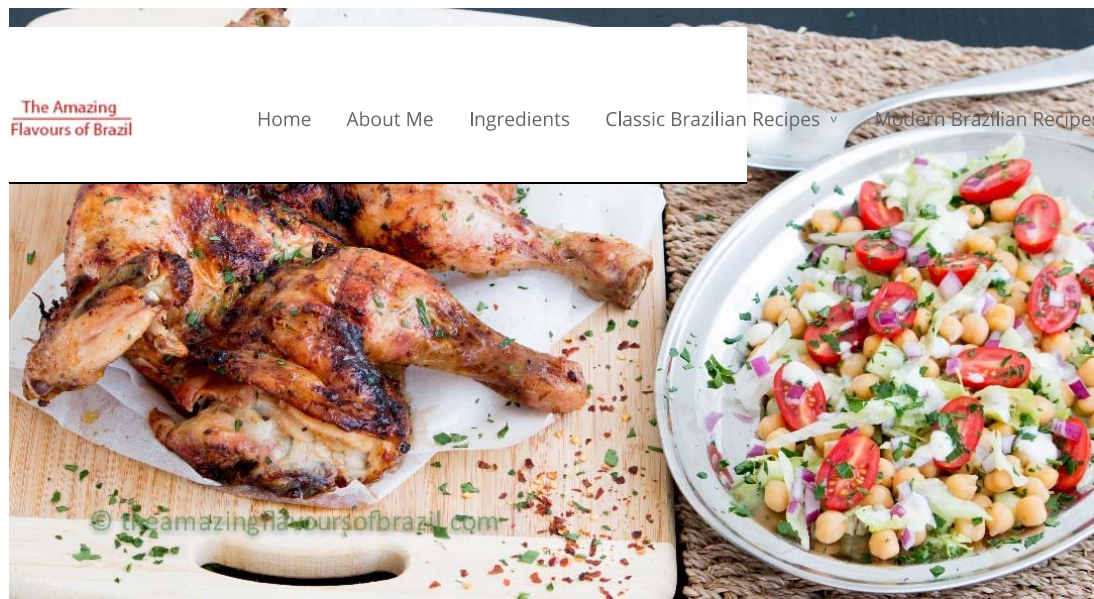 The Amazing
Flavours of Brazil
Home About Me Ingredients Classic Brazilian Recipes ˅ Modern Brazilian Recipes
© theamazingflavoursofbrazil.com